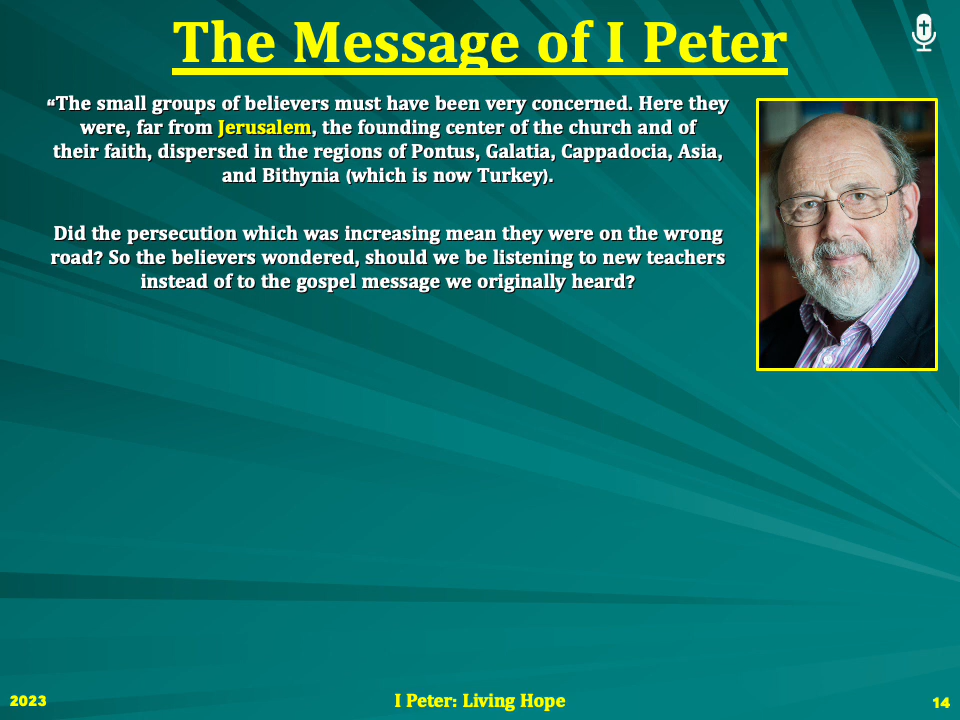 The Message of I Peter
“The small groups of believers must have been very concerned. Here they
were, far from Jerusalem, the founding center of the church and of
their faith, dispersed in the regions of Pontus, Galatia, Cappadocia, Asia,
and Bithynia (which is now Turkey).
Did the persecution which was increasing mean they were on the wrong
road? So the believers wondered, should we be listening to new teachers
instead of to the gospel message we originally heard?
2023
I Peter: Living Hope
14